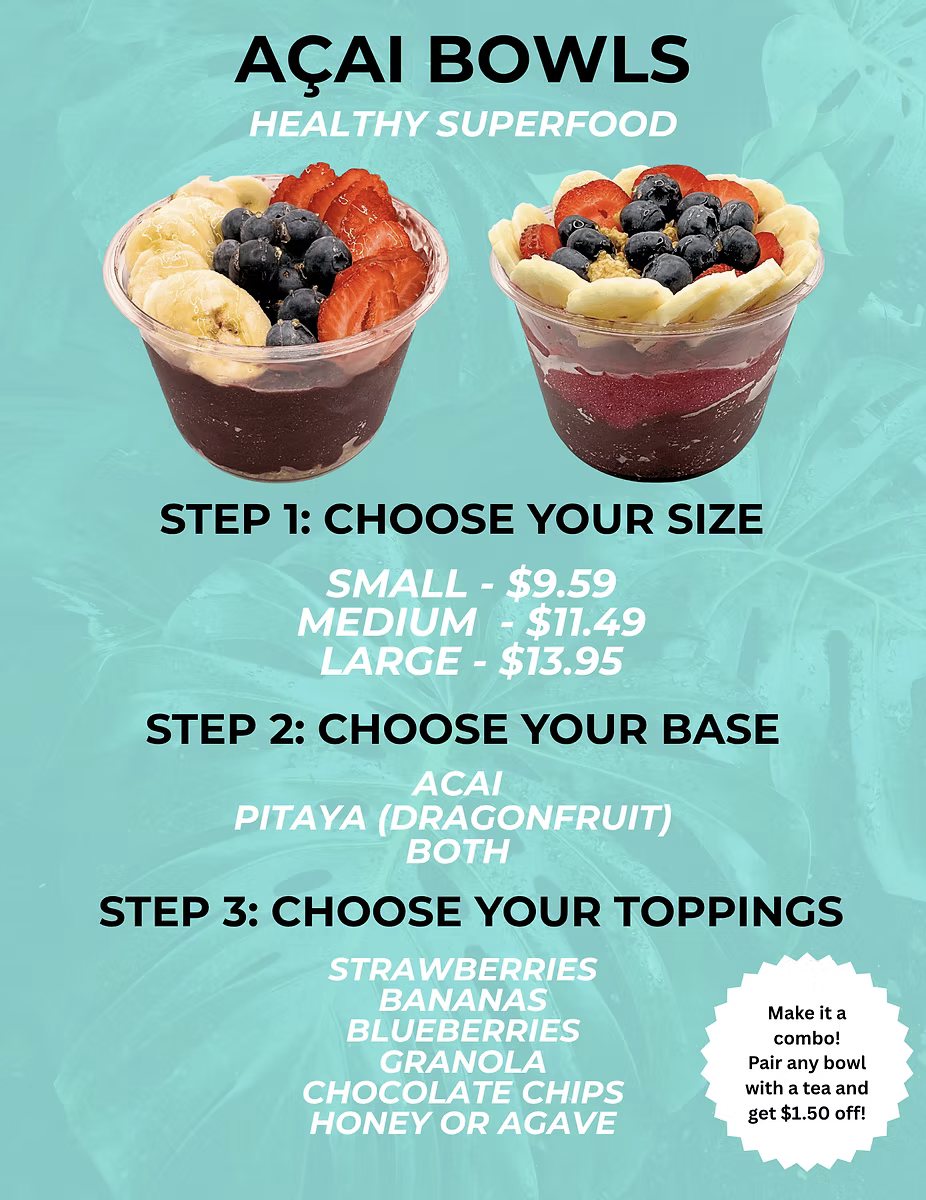 AÇAI BOWLS
HEALTHY SUPERFOOD
STEP 1: CHOOSE YOUR SIZE
SMALL - $9.59
MEDIUM - $11.49
LARGE - $13.95
STEP 2: CHOOSE YOUR BASE
ACAI
PITAYA (DRAGONFRUIT)
BOTH
STEP 3: CHOOSE YOUR TOPPINGS
STRAWBERRIES
BANANAS
BLUEBERRIES
GRANOLA
CHOCOLATE CHIPS
HONEY OR AGAVE
Make it a
combo!
Pair any bowl
with a tea and
get $1.50 off!